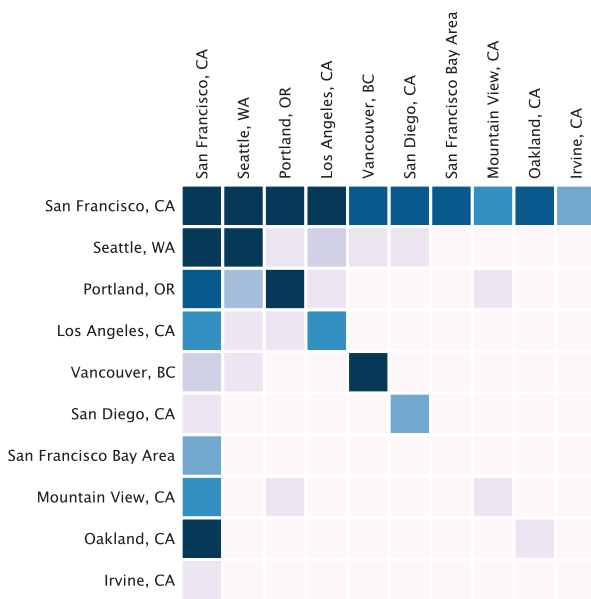 San Francisco, CA
Seattle, WA
Portland, OR
Los Angeles, CA
Vancouver, BC
San Diego, CA
San Francisco Bay Area
Mountain View, CA
Oakland, CA
Irvine, CA
San Francisco, CA
Seattle, WA
Portland, OR
Los Angeles, CA
Vancouver, BC
San Diego, CA
San Francisco Bay Area
Mountain View, CA
Oakland, CA
Irvine, CA